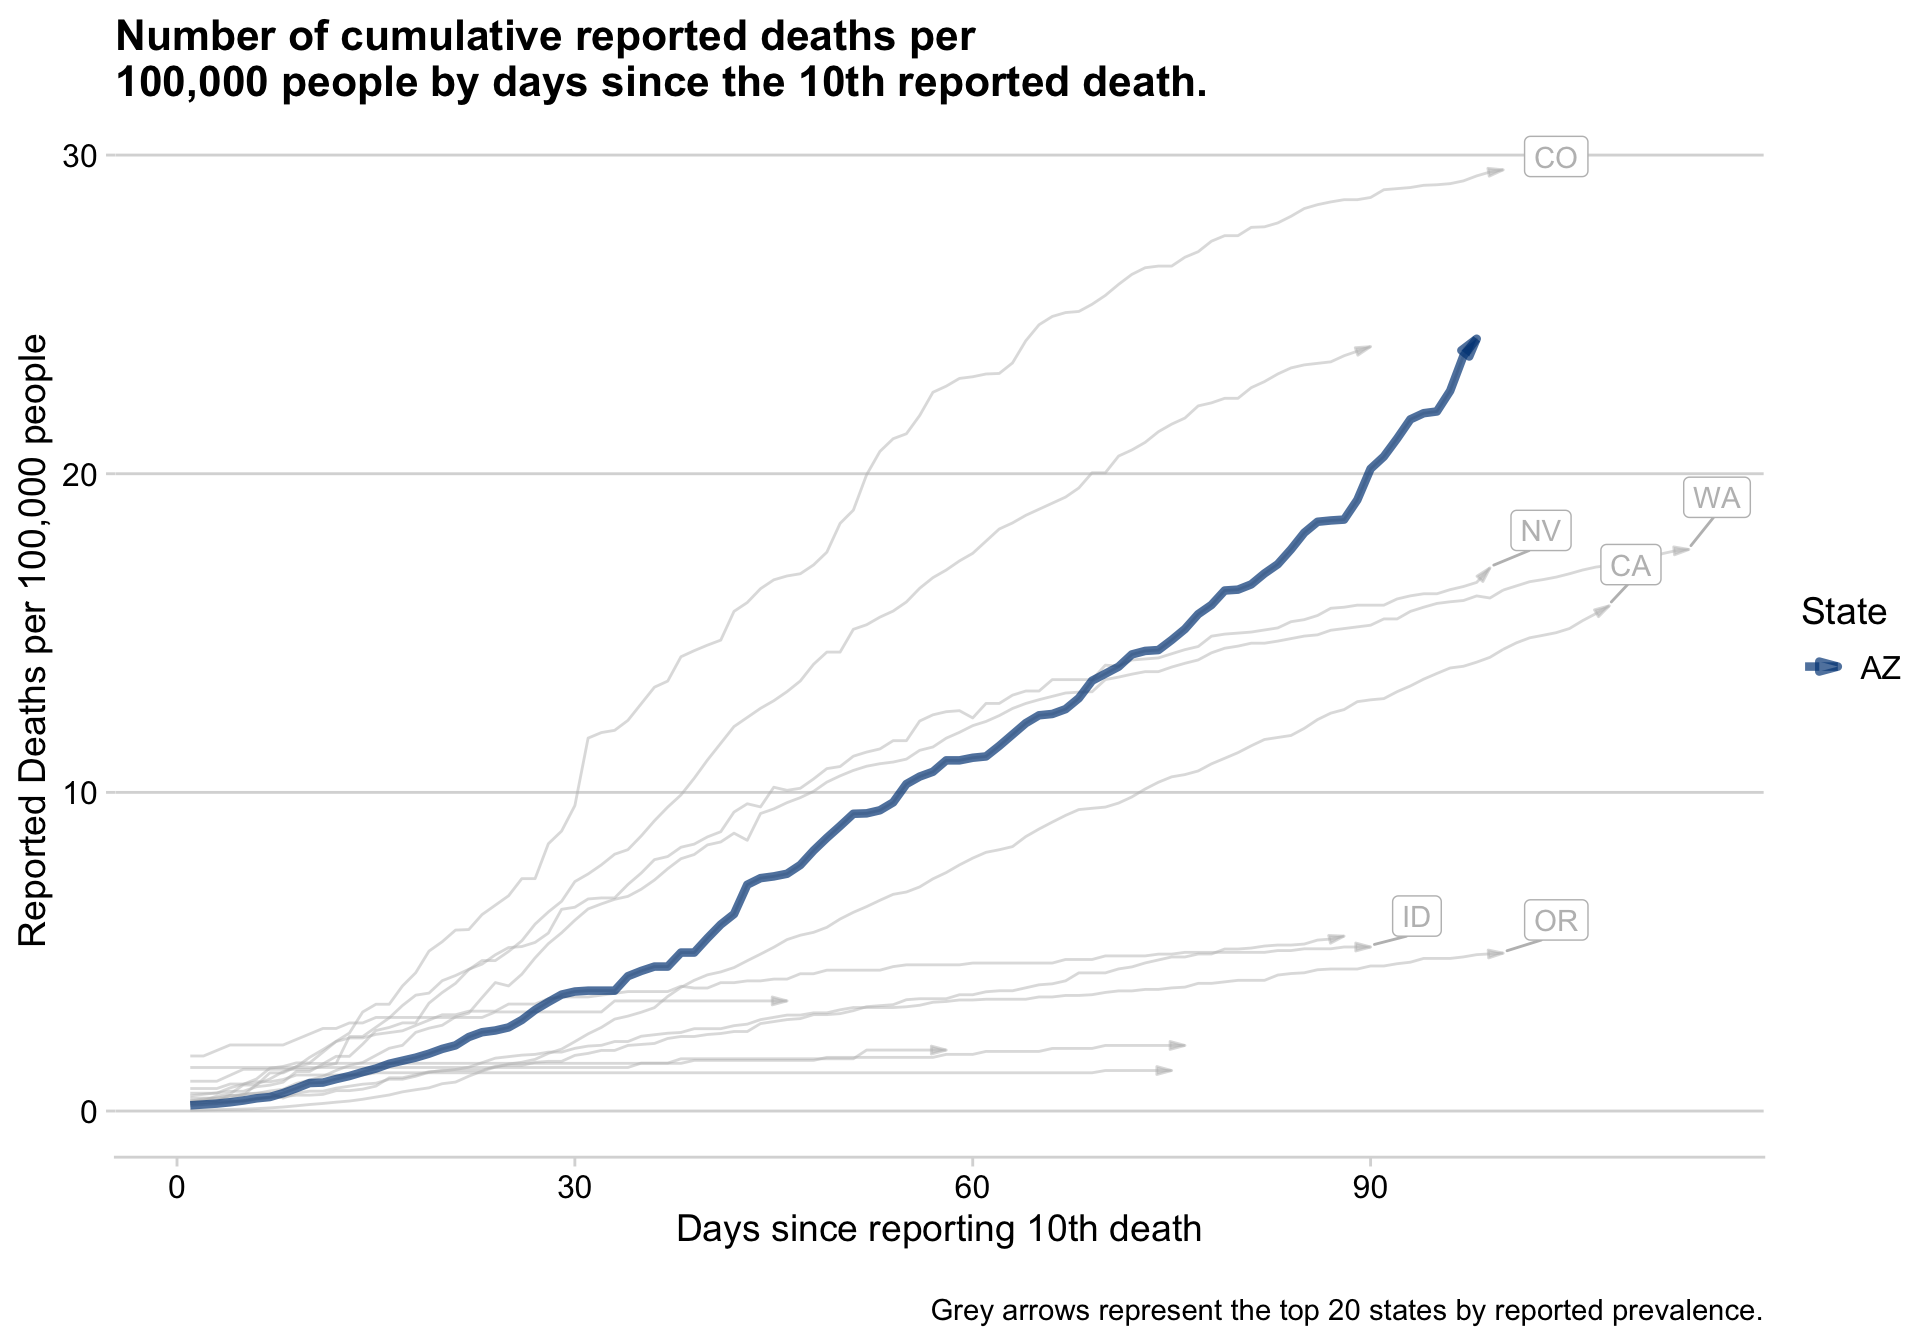 Number of cumulative reported deaths per
100,000 people by days since the 10th reported death.
Reported Deaths per 100,000 people
30
20
10
0
CO
WA
NV
CA
ID
OR
State
AZ
0
30
60
90
Days since reporting 10th death
Grey arrows represent the top 20 states by reported prevalence.